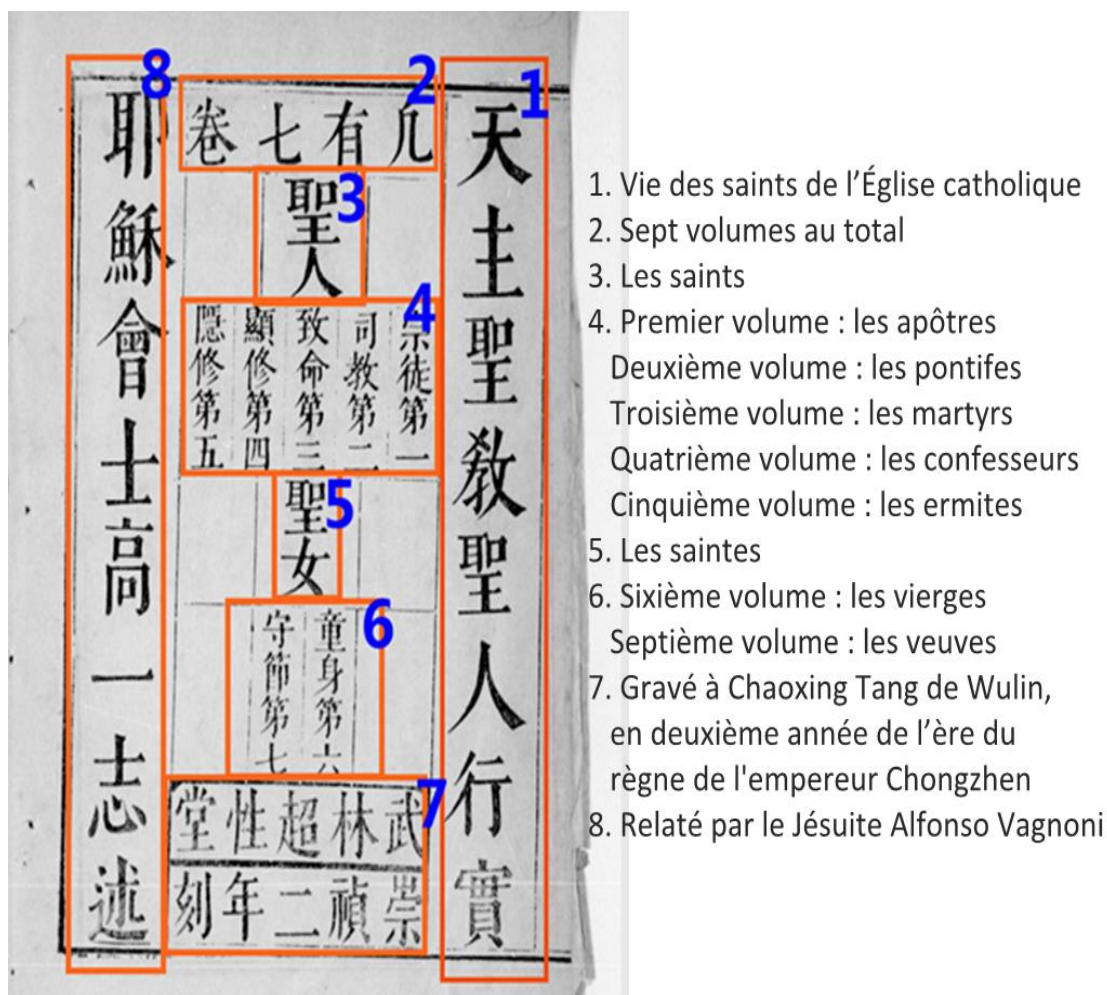 1
天主聖教聖人行實
2
凡有七卷
3
聖人
4
宗徒第一
司教第二
致命第三
顯修第四
隱修第五
5
聖女
6
童身第六
守節第七
7
武林超性堂
崇禎二年刻
8
耶穌會士高一志述
1. Vie des saints de l’Église catholique
2. Sept volumes au total
3. Les saints
4. Premier volume : les apôtres
Deuxième volume : les pontifes
Troisième volume : les martyrs
Quatrième volume : les confesseurs
Cinquième volume : les ermites
5. Les saintes
6. Sixième volume : les vierges
Septième volume : les veuves
7. Gravé à Chaoxing Tang de Wulin,
en deuxième année de l’ère du
règne de l'empereur Chongzhen
8. Relaté par le Jésuite Alfonso Vagnoni